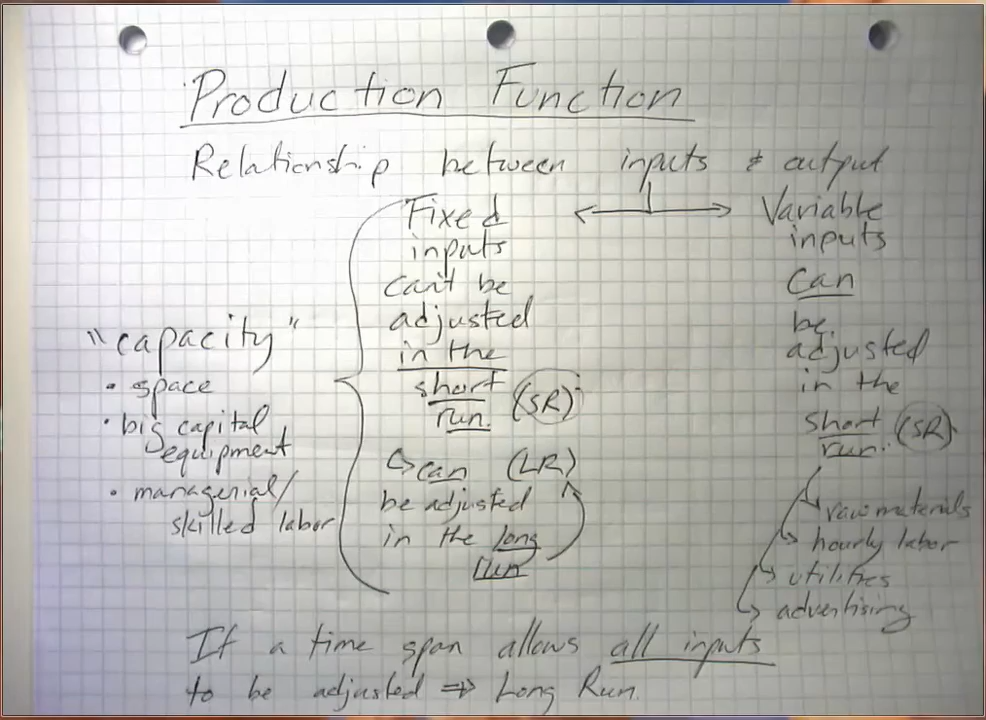 Production Function
Relationship between inputs & output
Fixed
inputs
can't be
adjusted
in the
short (SR)
run.
↳ can (LR)
be adjusted
in the long
run
"capacity"
• space
• big capital
equipment
• managerial/
skilled labor
Variable
inputs
can
be
adjusted
in the
short (SR)
run.
↳ raw materials
↳ hourly labor
↳ utilities
↳ advertising
If a time span allows all inputs
to be adjusted ⇒ Long Run.